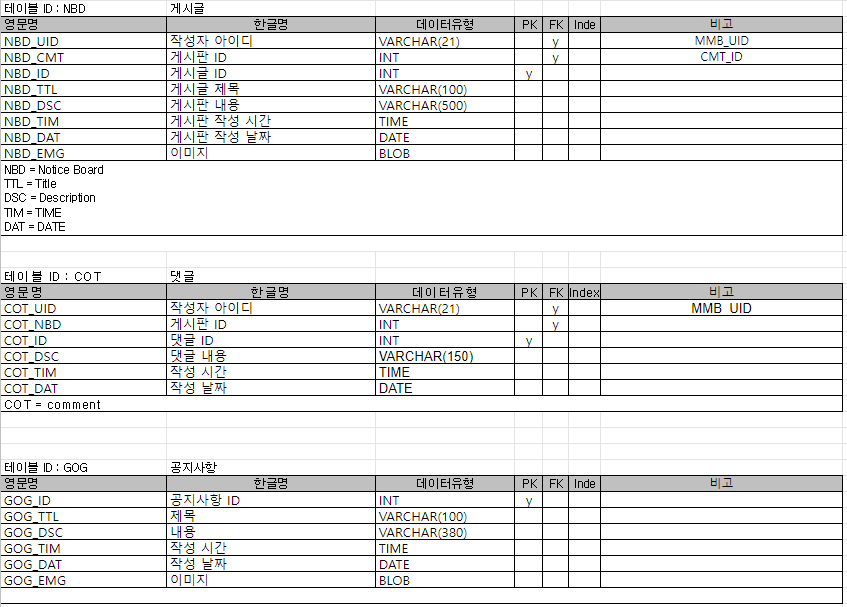 테이블 ID : NBD 게시글
영문명 한글명 데이터유형 PK FK Inde 비고
NBD_UID 작성자 아이디 VARCHAR(21) y MMB_UID
NBD_CMT 게시판 ID INT y CMT_ID
NBD_ID 게시글 ID INT y
NBD_TTL 게시글 제목 VARCHAR(100)
NBD_DSC 게시판 내용 VARCHAR(500)
NBD_TIM 게시판 작성 시간 TIME
NBD_DAT 게시판 작성 날짜 DATE
NBD_EMG 이미지 BLOB
NBD = Notice Board
TTL = Title
DSC = Description
TIM = TIME
DAT = DATE
테이블 ID : COT 댓글
영문명 한글명 데이터유형 PK FK Index 비고
COT_UID 작성자 아이디 VARCHAR(21) y MMB_UID
COT_NBD 게시판 ID INT y
COT_ID 댓글 ID INT y
COT_DSC 댓글 내용 VARCHAR(150)
COT_TIM 작성 시간 TIME
COT_DAT 작성 날짜 DATE
COT = comment
테이블 ID : GOG 공지사항
영문명 한글명 데이터유형 PK FK Inde 비고
GOG_ID 공지사항 ID INT y
GOG_TTL 제목 VARCHAR(100)
GOG_DSC 내용 VARCHAR(380)
GOG_TIM 작성 시간 TIME
GOG_DAT 작성 날짜 DATE
GOG_EMG 이미지 BLOB